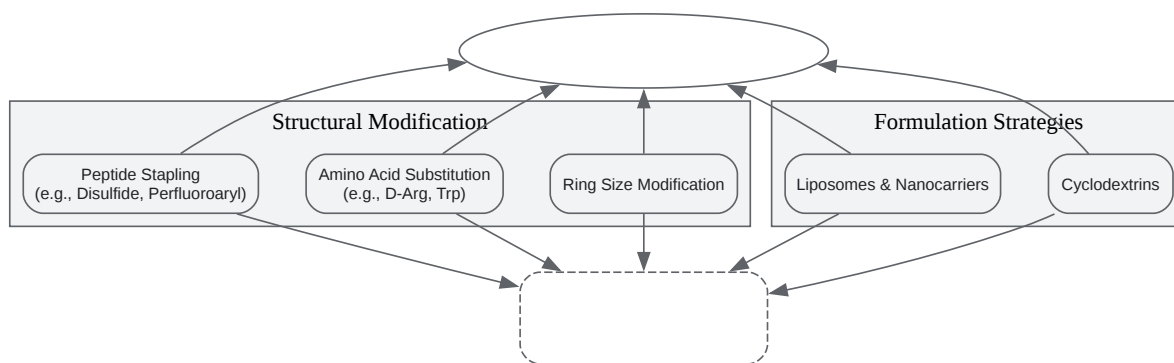 Structural Modification
Formulation Strategies
Peptide Stapling
(e.g., Disulfide, Perfluoroaryl)
Amino Acid Substitution
(e.g., D-Arg, Trp)
Ring Size Modification
Liposomes & Nanocarriers
Cyclodextrins